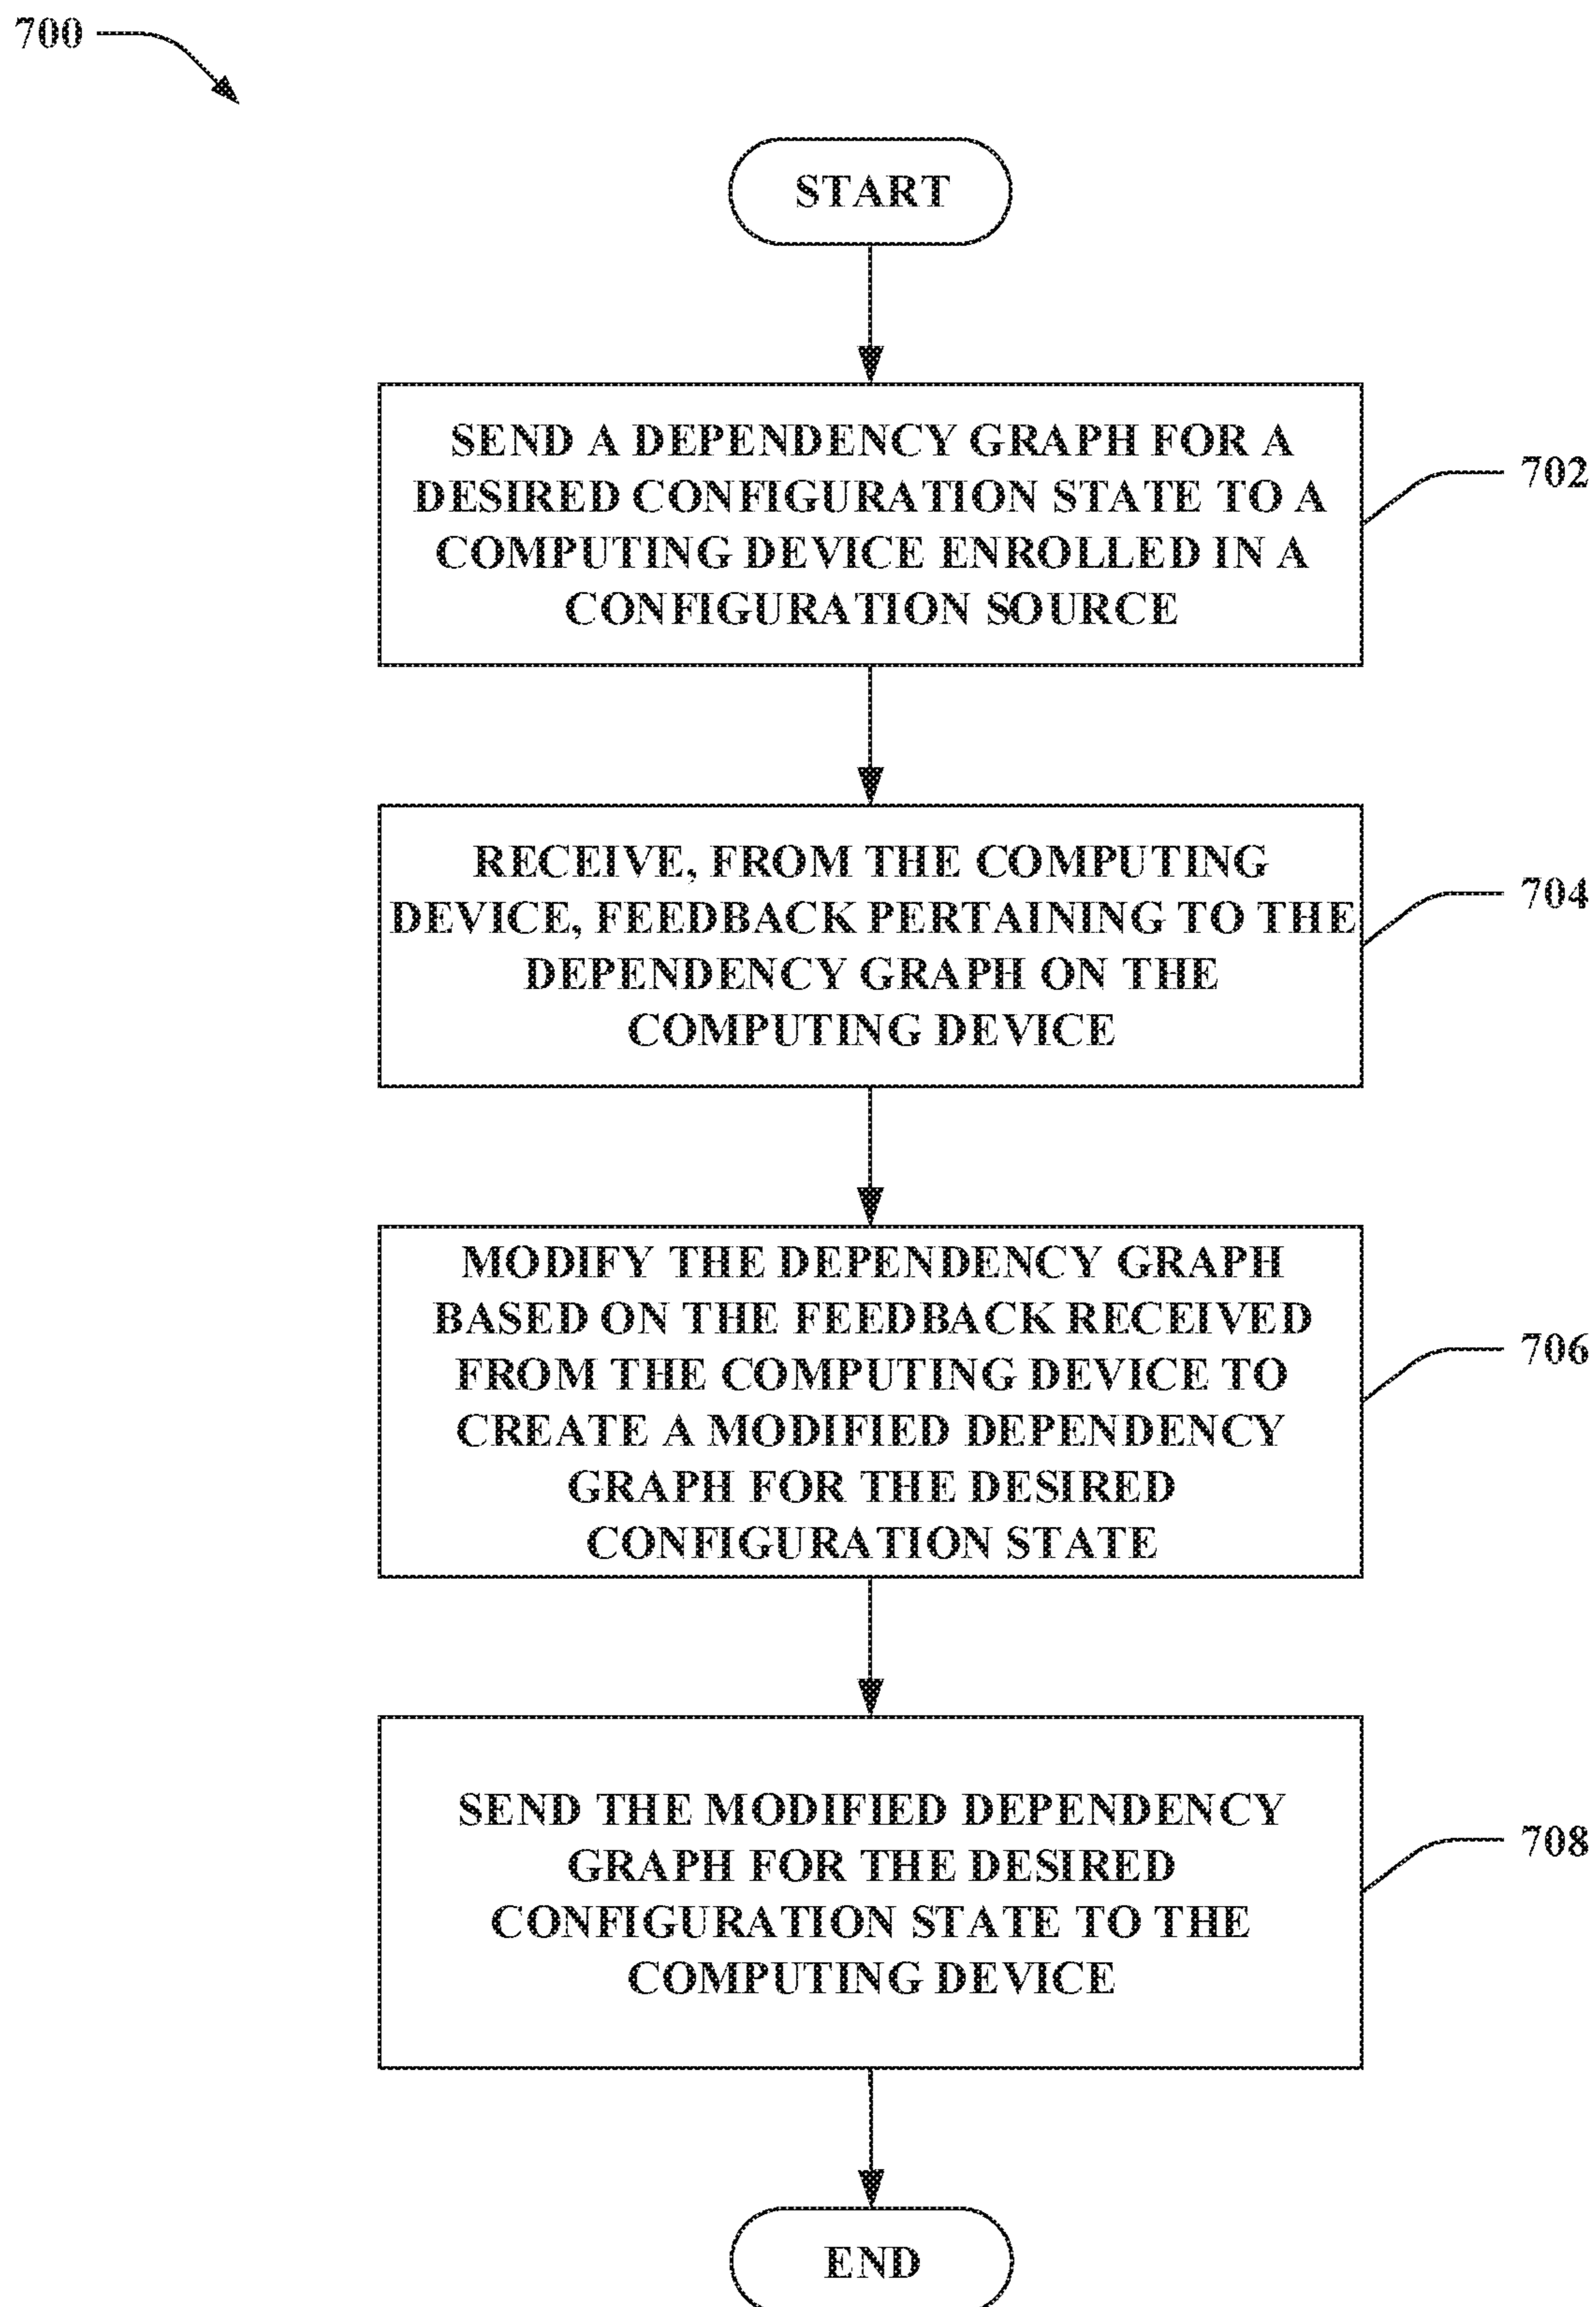 700
START
SEND A DEPENDENCY GRAPH FOR A
DESIRED CONFIGURATION STATE TO A
COMPUTING DEVICE ENROLLED IN A
CONFIGURATION SOURCE
702
RECEIVE, FROM THE COMPUTING
DEVICE, FEEDBACK PERTAINING TO THE
DEPENDENCY GRAPH ON THE
COMPUTING DEVICE
704
MODIFY THE DEPENDENCY GRAPH
BASED ON THE FEEDBACK RECEIVED
FROM THE COMPUTING DEVICE TO
CREATE A MODIFIED DEPENDENCY
GRAPH FOR THE DESIRED
CONFIGURATION STATE
706
SEND THE MODIFIED DEPENDENCY
GRAPH FOR THE DESIRED
CONFIGURATION STATE TO THE
COMPUTING DEVICE
708
END